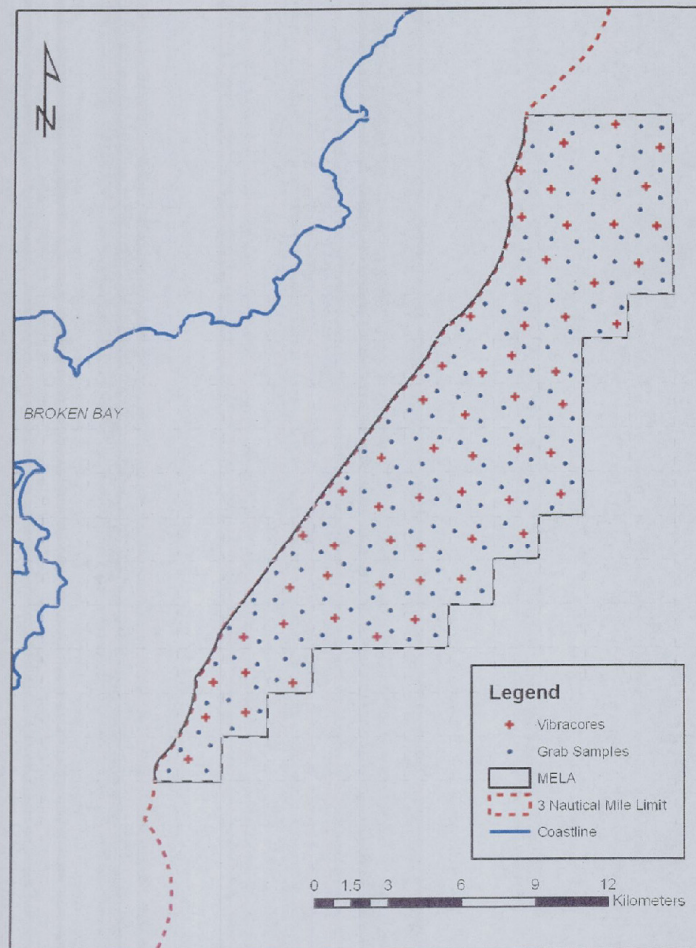 N
BROKEN BAY
Legend
Vibracores
Grab Samples
MELA
3 Nautical Mile Limit
Coastline
0 1.5 3 6 9 12
Kilometers